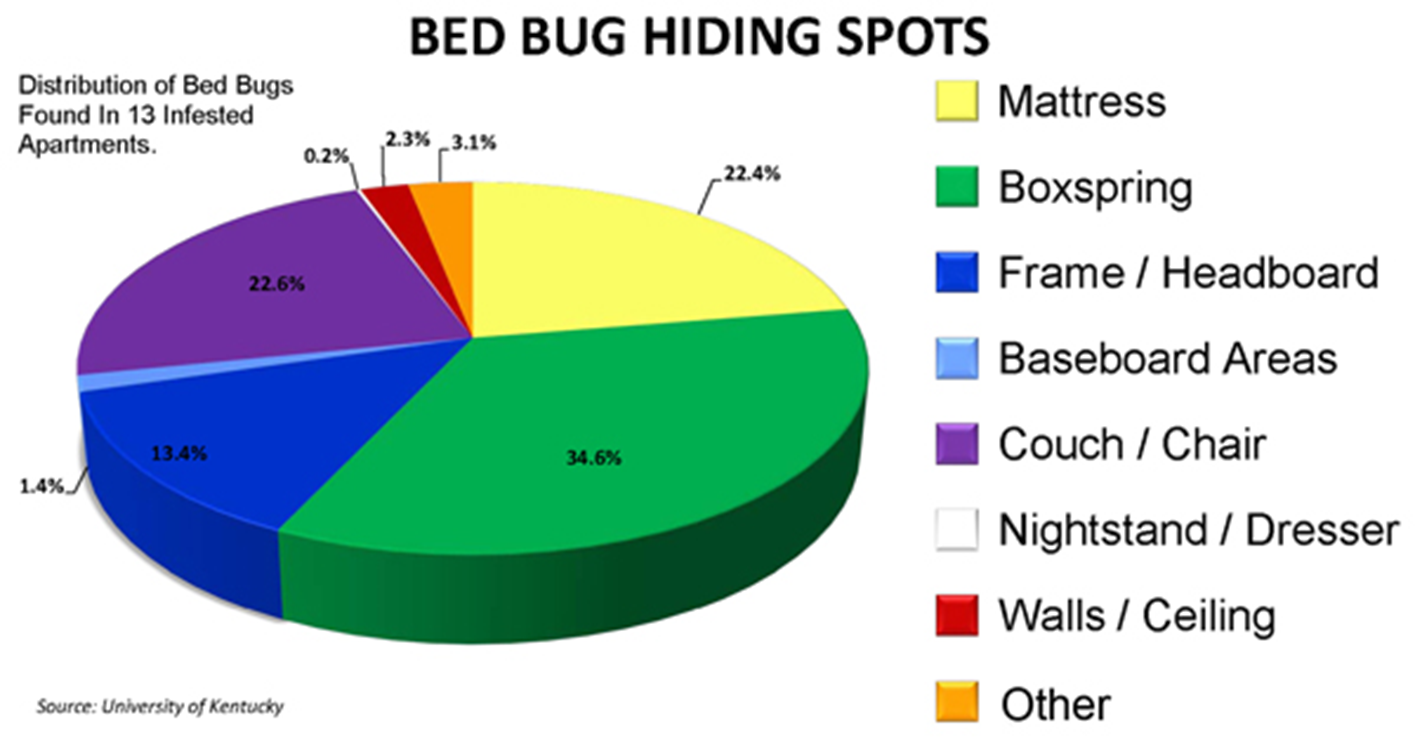 BED BUG HIDING SPOTS
Distribution of Bed Bugs
Found In 13 Infested
Apartments.
0.2%
2.3%
3.1%
22.4%
22.6%
13.4%
34.6%
1.4%
Mattress
Boxspring
Frame / Headboard
Baseboard Areas
Couch / Chair
Nightstand / Dresser
Walls / Ceiling
Other
Source: University of Kentucky